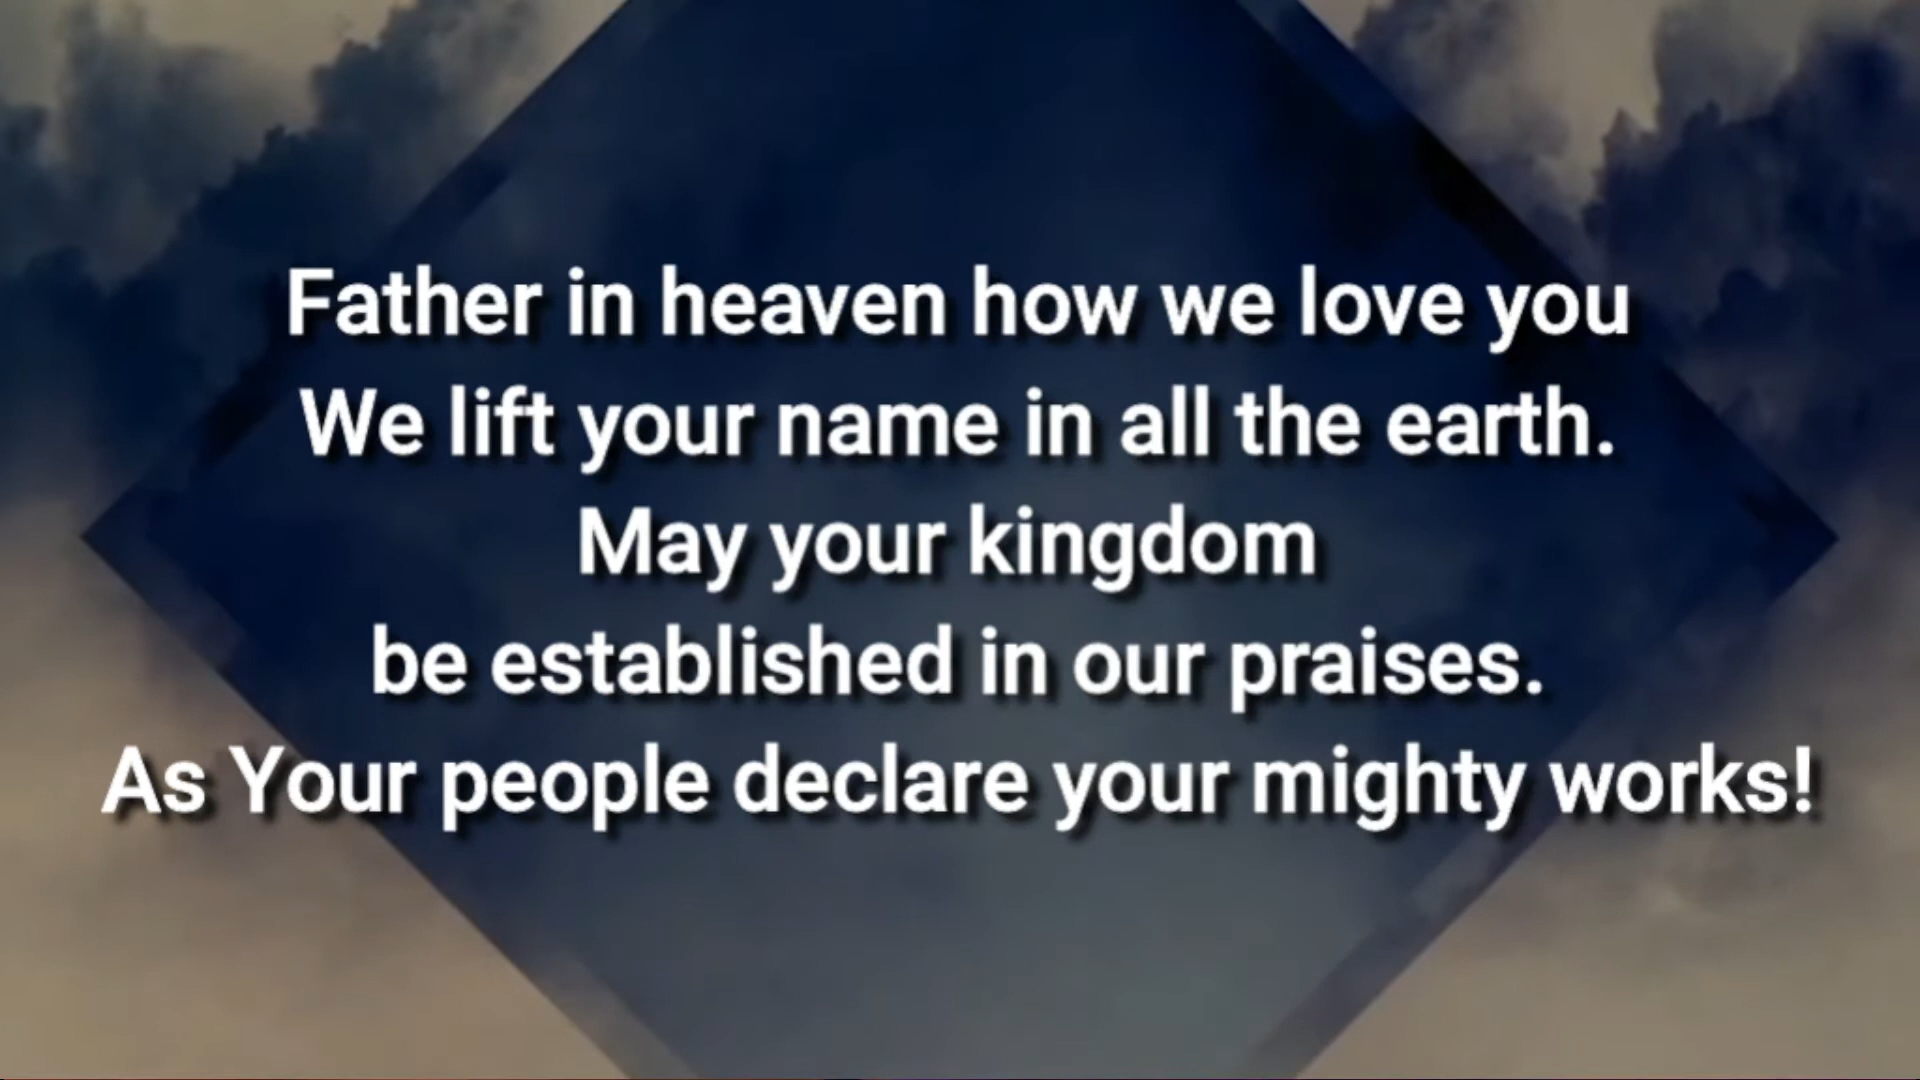 Father in heaven how we love you
We lift your name in all the earth.
May your kingdom
be established in our praises.
As Your people declare your mighty works!